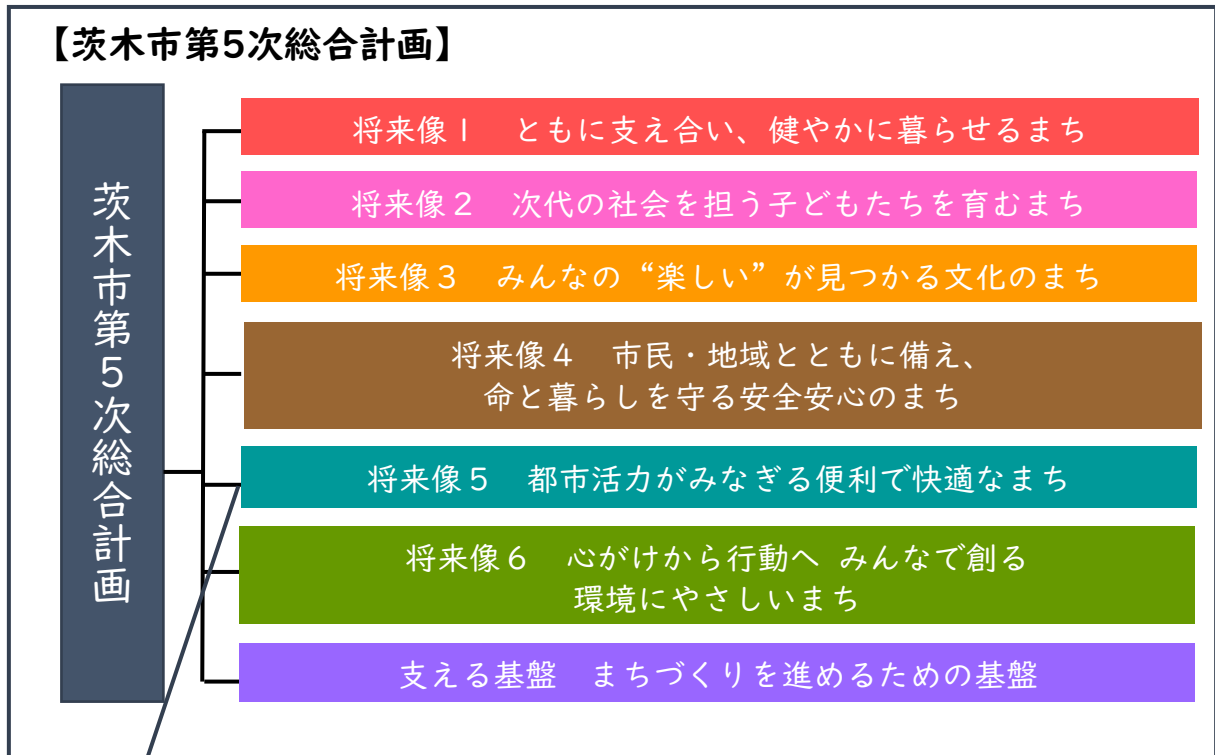 【茨木市第5次総合計画】
茨木市第5次総合計画
将来像1　ともに支え合い、健やかに暮らせるまち
将来像2　次代の社会を担う子どもたちを育むまち
将来像3　みんなの“楽しい”が見つかる文化のまち
将来像4　市民・地域とともに備え、
命と暮らしを守る安全安心のまち
将来像5　都市活力がみなぎる便利で快適なまち
将来像6　心がけから行動へ みんなで創る
環境にやさしいまち
支える基盤　まちづくりを進めるための基盤